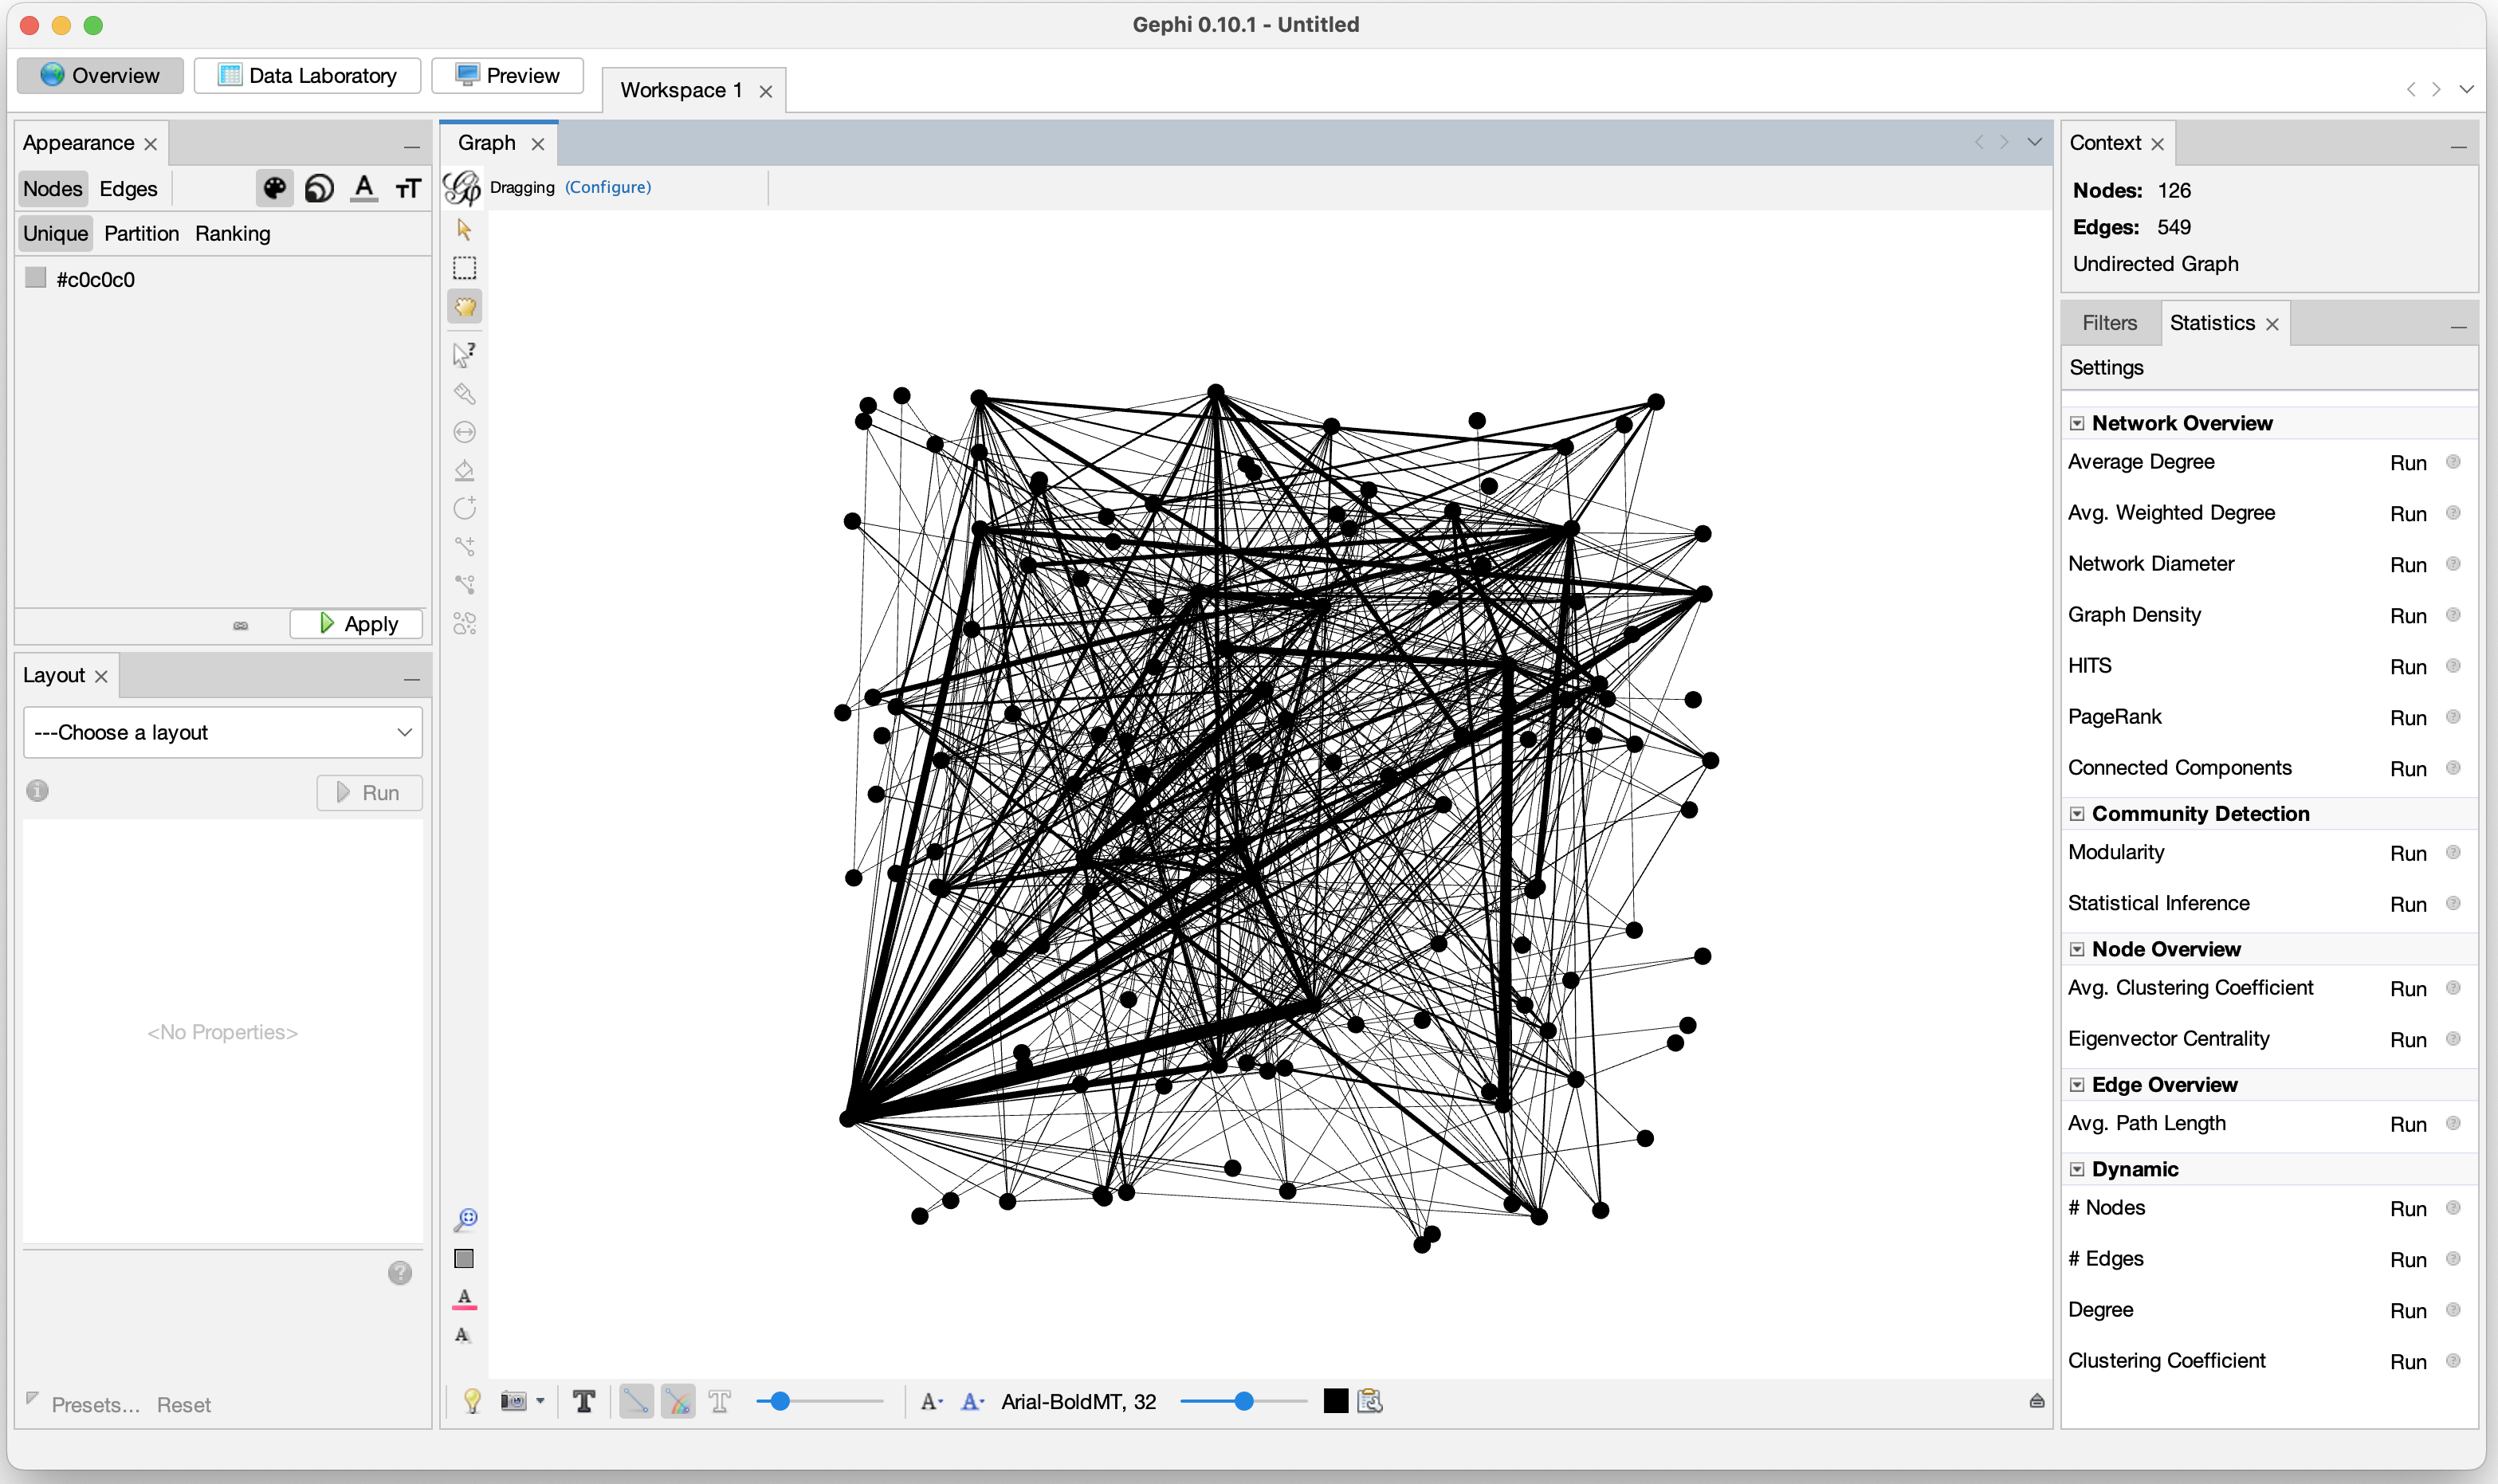 Gephi 0.10.1 - Untitled
Overview
Data Laboratory
Preview
Workspace 1
Appearance
Nodes
Edges
A
TT
Unique
Partition
Ranking
#c0c0c0
Apply
Layout
---Choose a layout
Run
<No Properties>
Presets...
Reset
Graph
Dragging (Configure)
A
A
T
T
A
A
Arial-BoldMT, 32
Context
Nodes: 126
Edges: 549
Undirected Graph
Filters
Statistics
Settings
Network Overview
Average Degree Run
Avg. Weighted Degree Run
Network Diameter Run
Graph Density Run
HITS Run
PageRank Run
Connected Components Run
Community Detection
Modularity Run
Statistical Inference Run
Node Overview
Avg. Clustering Coefficient Run
Eigenvector Centrality Run
Edge Overview
Avg. Path Length Run
Dynamic
# Nodes Run
# Edges Run
Degree Run
Clustering Coefficient Run